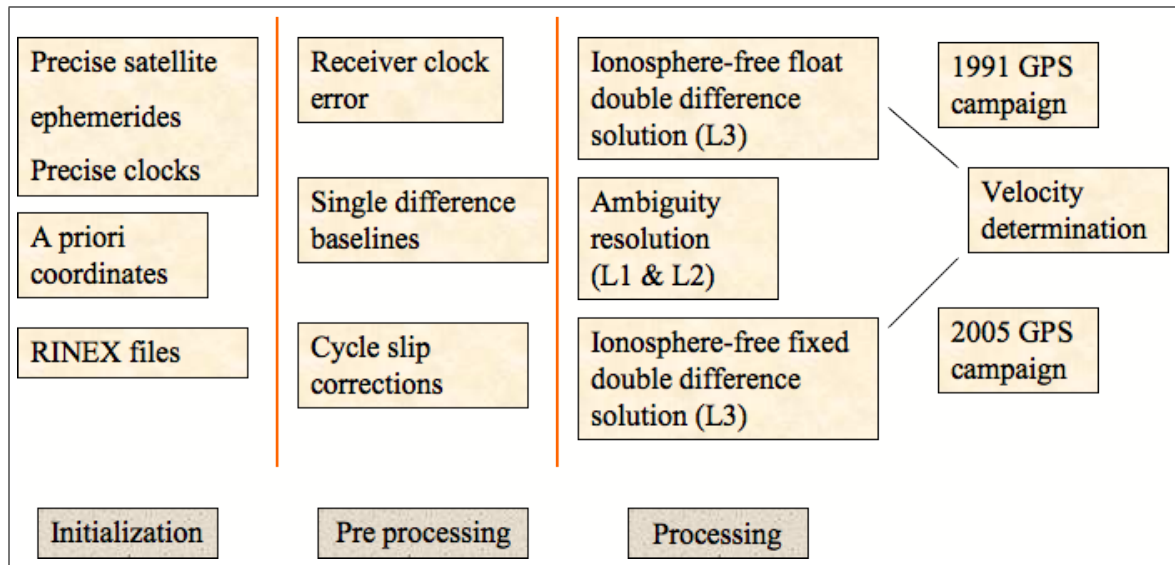 Precise satellite
ephemerides
Precise clocks
A priori
coordinates
RINEX files
Initialization
Receiver clock
error
Single difference
baselines
Cycle slip
corrections
Pre processing
Ionosphere-free float
double difference
solution (L3)
Ambiguity
resolution
(L1 & L2)
Ionosphere-free fixed
double difference
solution (L3)
Processing
1991 GPS
campaign
Velocity
determination
2005 GPS
campaign